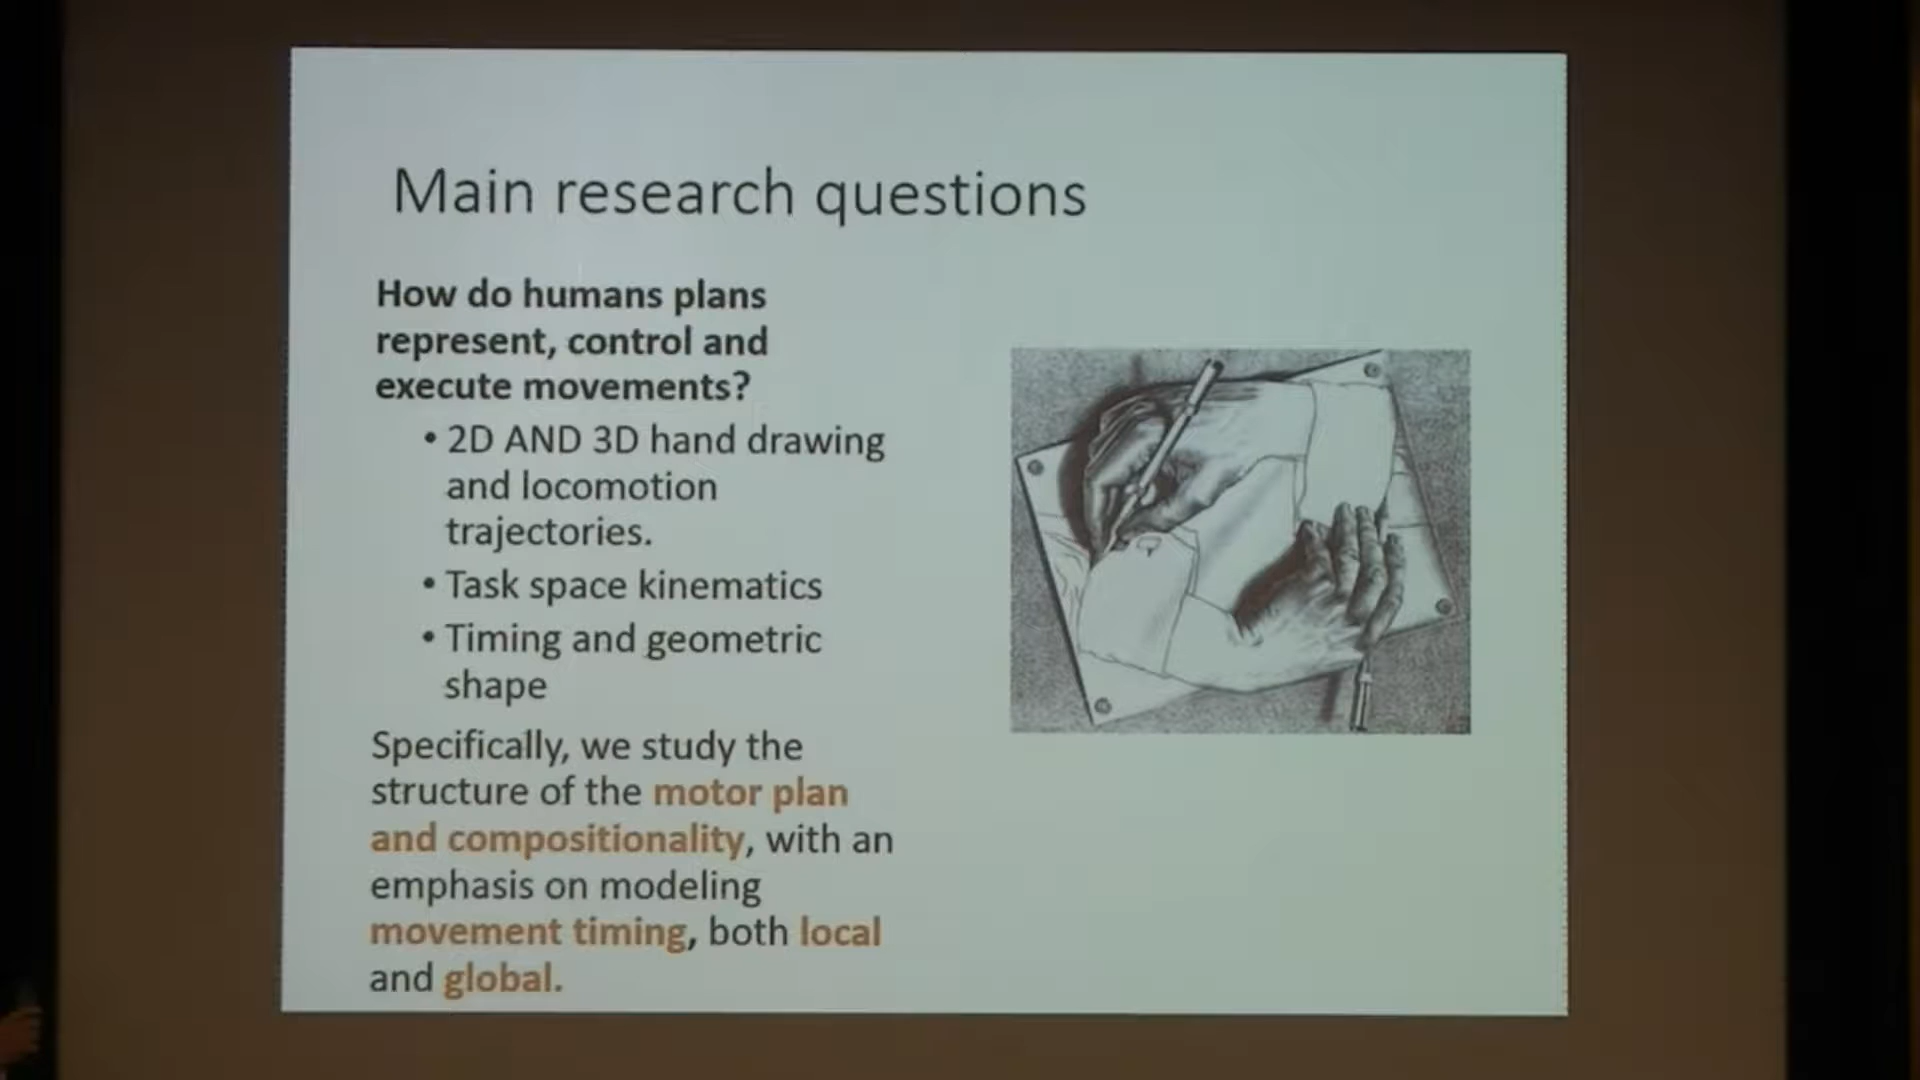 Main research questions
How do humans plans
represent, control and
execute movements?
• 2D AND 3D hand drawing
and locomotion
trajectories.
• Task space kinematics
• Timing and geometric
shape
Specifically, we study the
structure of the motor plan
and compositionality, with an
emphasis on modeling
movement timing, both local
and global.